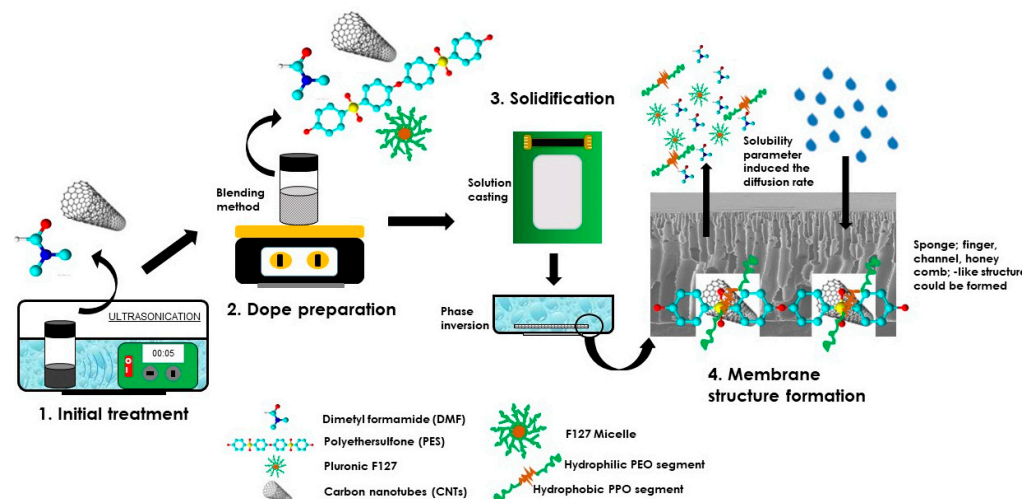 ULTRASONICATION
00:05
1. Initial treatment
Blending
method
2. Dope preparation
3. Solidification
Solution
casting
Phase
inversion
Solubility
parameter
induced the
diffusion rate
Sponge; finger,
channel, honey
comb; -like structure
could be formed
4. Membrane
structure formation
Dimetyl formamide (DMF)
Polyethersulfone (PES)
Pluronic F127
Carbon nanotubes (CNTs)
F127 Micelle
Hydrophilic PEO segment
Hydrophobic PPO segment